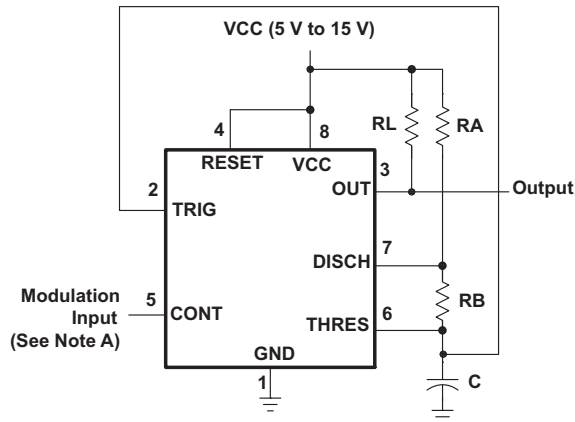 VCC (5 V to 15 V)
4
8
RL
RA
RESET
VCC
3
2
OUT
Output
TRIG
7
DISCH
Modulation
Input
(See Note A)
5
CONT
RB
6
THRES
GND
1
C